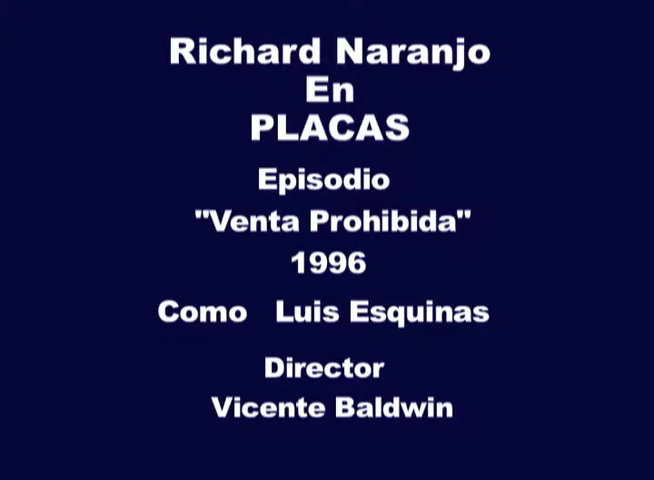 Richard Naranjo
En
PLACAS
Episodio
"Venta Prohibida"
1996
Como Luis Esquinas
Director
Vicente Baldwin